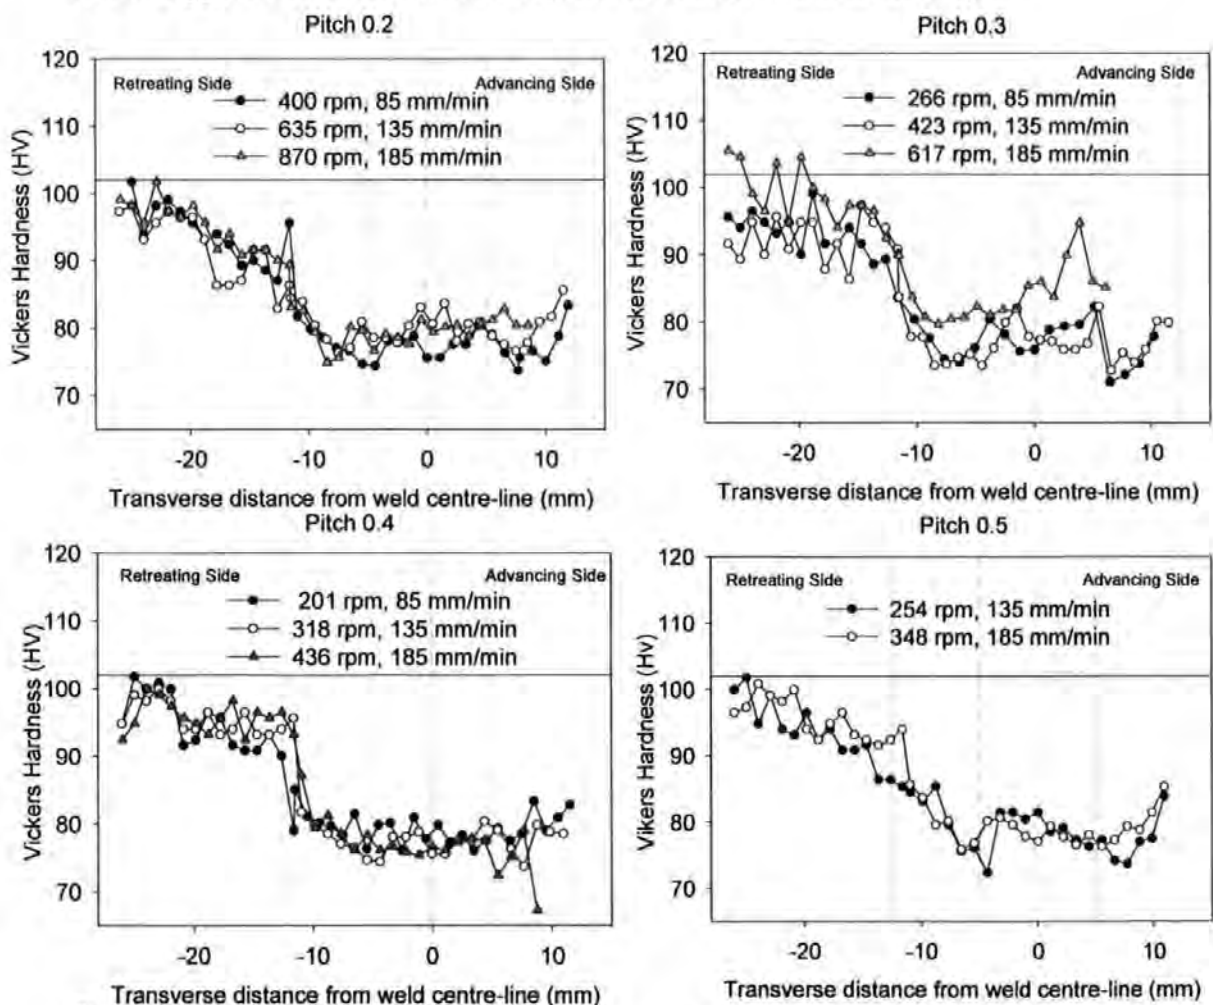 Pitch 0.2
120
110
100
90
80
70
Vickers Hardness (HV)
Retreating Side
Advancing Side
400 rpm, 85 mm/min
635 rpm, 135 mm/min
870 rpm, 185 mm/min
-20
-10
0
10
Transverse distance from weld centre-line (mm)
Pitch 0.3
120
110
100
90
80
70
Vickers Hardness (HV)
Retreating Side
Advancing Side
266 rpm, 85 mm/min
423 rpm, 135 mm/min
617 rpm, 185 mm/min
-20
-10
0
10
Transverse distance from weld centre-line (mm)
Pitch 0.4
120
110
100
90
80
70
Vickers Hardness (HV)
Retreating Side
Advancing Side
201 rpm, 85 mm/min
318 rpm, 135 mm/min
436 rpm, 185 mm/min
-20
-10
0
10
Transverse distance from weld centre-line (mm)
Pitch 0.5
120
110
100
90
80
70
Vikers Hardness (HV)
Retreating Side
Advancing Side
254 rpm, 135 mm/min
348 rpm, 185 mm/min
-20
-10
0
10
Transverse distance from weld centre-line (mm)